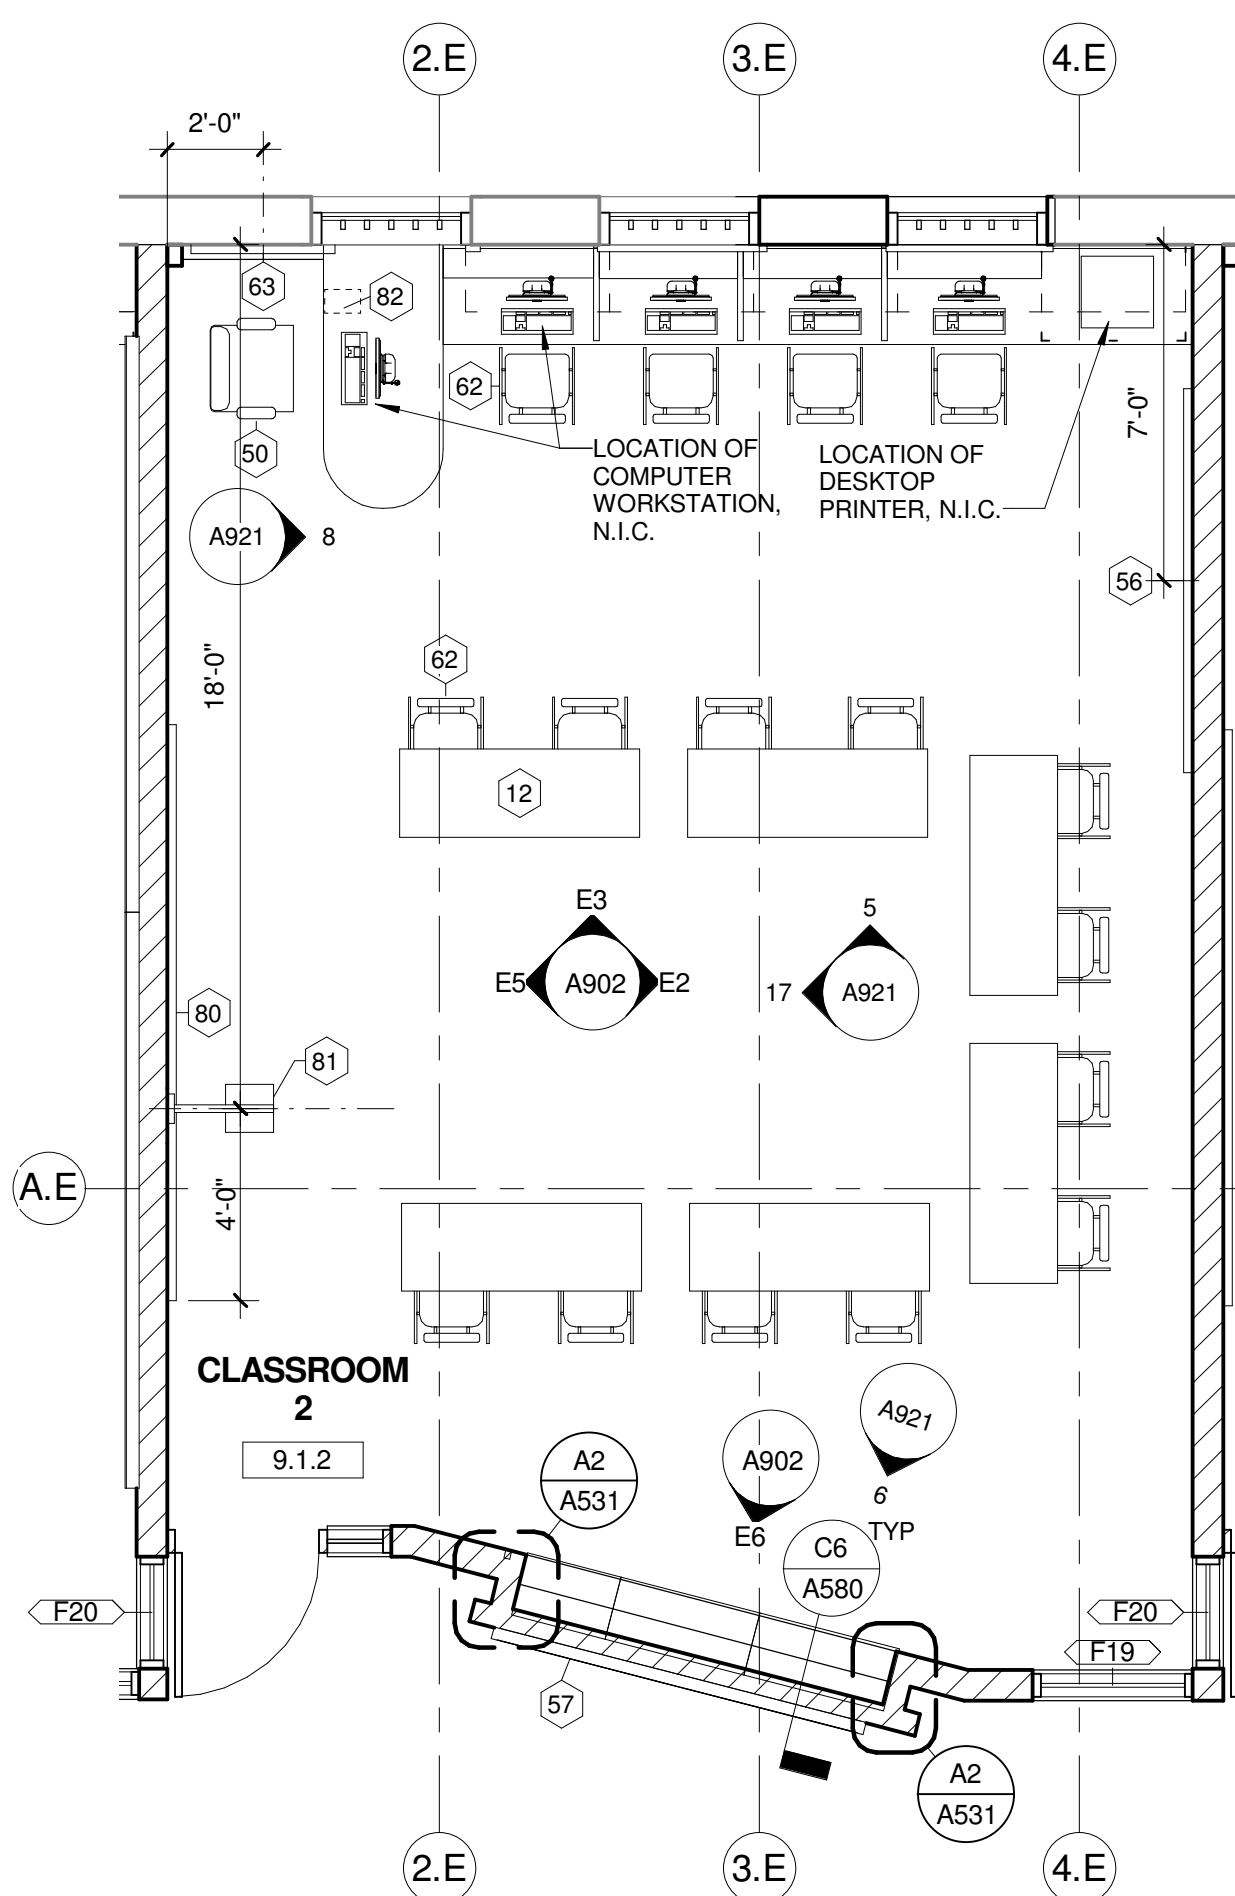 2.E
3.E
4.E
2'-0"
63
82
62
50
LOCATION OF
COMPUTER
WORKSTATION,
N.I.C.
LOCATION OF
DESKTOP
PRINTER, N.I.C.
7'-0"
A921
8
56
18'-0"
62
12
E3
E5
A902
E2
5
17
A921
80
81
A.E
4'-0"
CLASSROOM
2
9.1.2
A2
A531
A902
E6
A921
6
TYP
C6
A580
F20
F20
F19
57
A2
A531
2.E
3.E
4.E